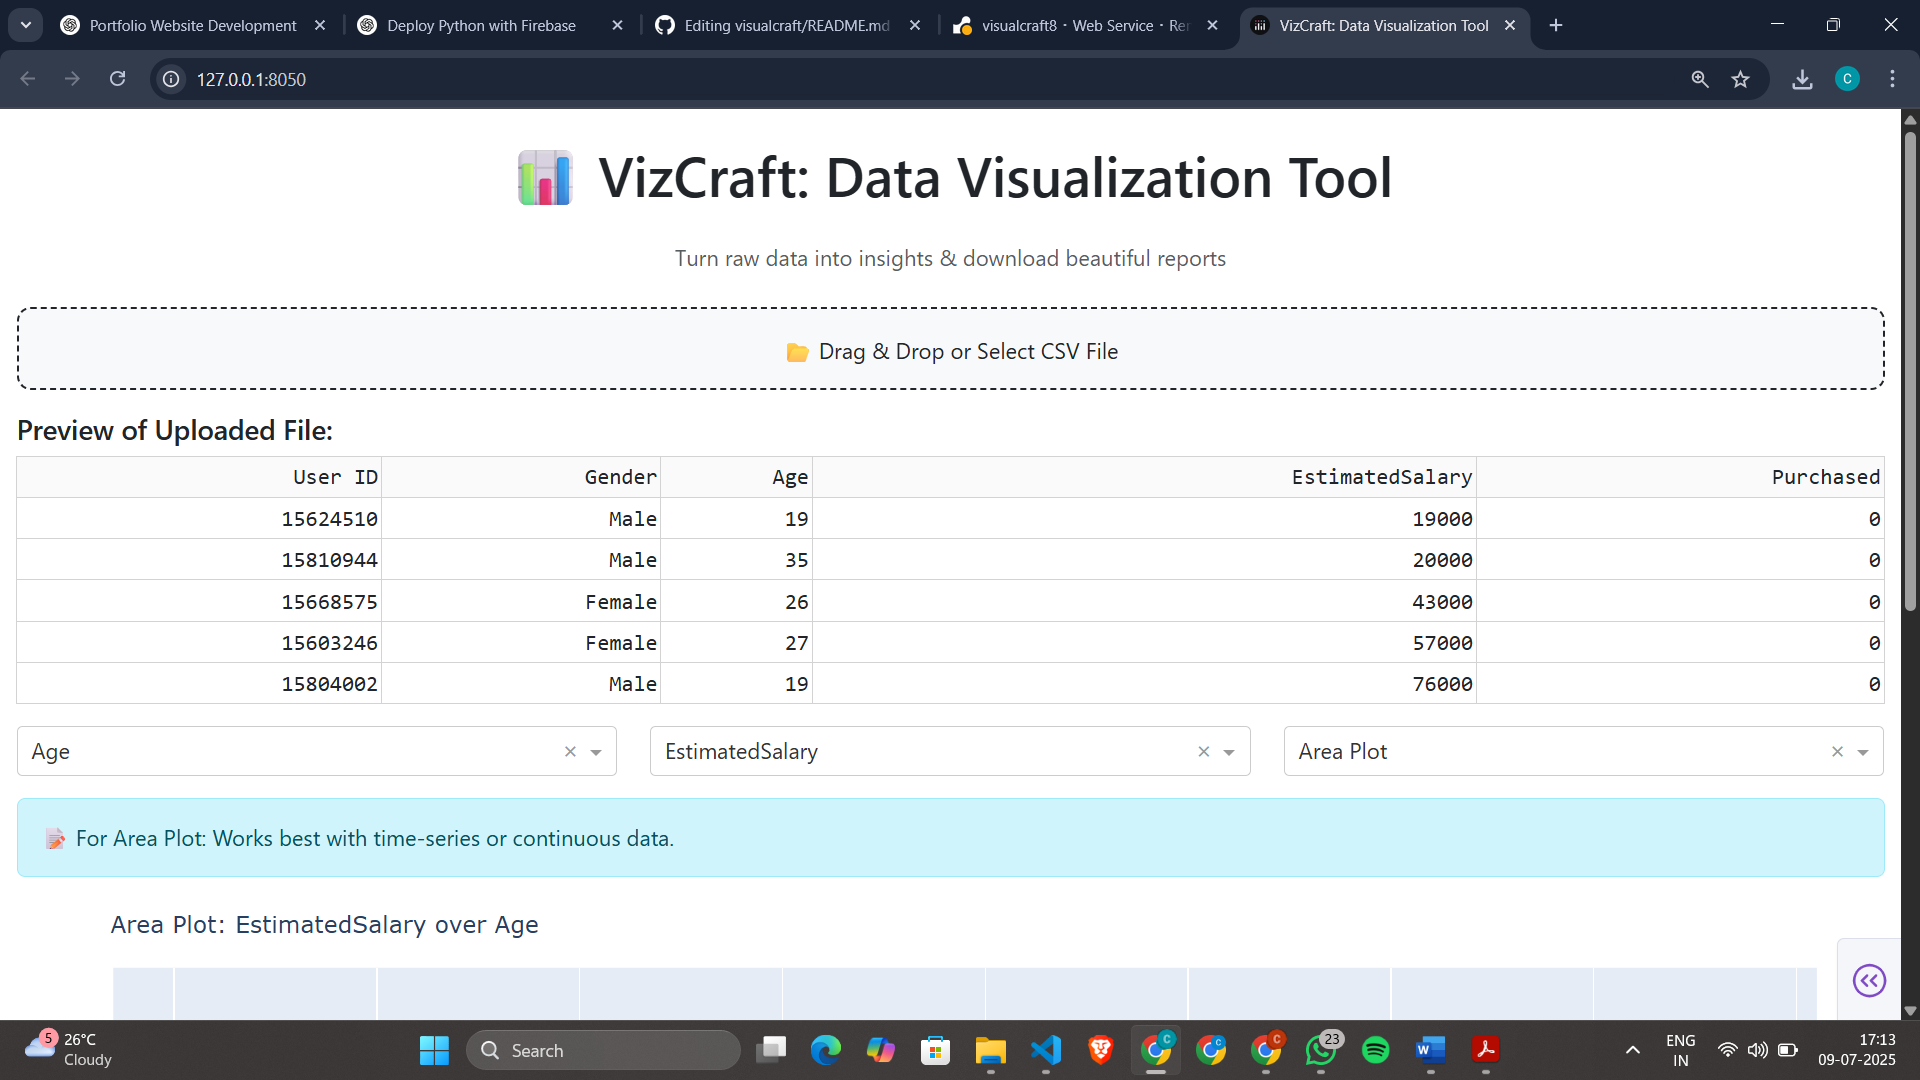 Portfolio Website Development
Deploy Python with Firebase
Editing visualcraft/README.md
visualcraft8 · Web Service · Rer
VizCraft: Data Visualization Tool
127.0.0.1:8050
C
VizCraft: Data Visualization Tool
Turn raw data into insights & download beautiful reports
Drag & Drop or Select CSV File
Preview of Uploaded File:
User ID Gender Age EstimatedSalary Purchased
15624510 Male 19 19000 0
15810944 Male 35 20000 0
15668575 Female 26 43000 0
15603246 Female 27 57000 0
15804002 Male 19 76000 0
Age
EstimatedSalary
Area Plot
For Area Plot: Works best with time-series or continuous data.
Area Plot: EstimatedSalary over Age
5
26°C
Cloudy
Search
C
C
C
23
W
ENG
IN
17:13
09-07-2025